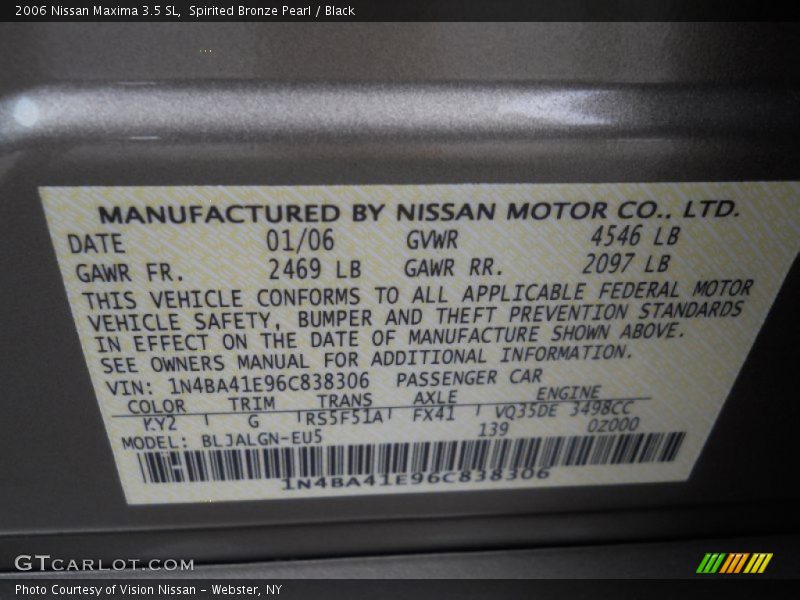 2006 Nissan Maxima 3.5 SL, Spirited Bronze Pearl / Black
MANUFACTURED BY NISSAN MOTOR CO., LTD.
DATE 01/06 GVWR 4546 LB
GAWR FR. 2469 LB GAWR RR. 2097 LB
THIS VEHICLE CONFORMS TO ALL APPLICABLE FEDERAL MOTOR
VEHICLE SAFETY, BUMPER AND THEFT PREVENTION STANDARDS
IN EFFECT ON THE DATE OF MANUFACTURE SHOWN ABOVE.
SEE OWNERS MANUAL FOR ADDITIONAL INFORMATION.
VIN: 1N4BA41E96C838306 PASSENGER CAR
COLOR TRIM TRANS AXLE ENGINE
KY2 G RS5F51A FX41 VQ35DE 3498CC
MODEL: BLJALGN-EU5 139 0Z000
1N4BA41E96C838306
GTCARLOT.COM
Photo Courtesy of Vision Nissan - Webster, NY